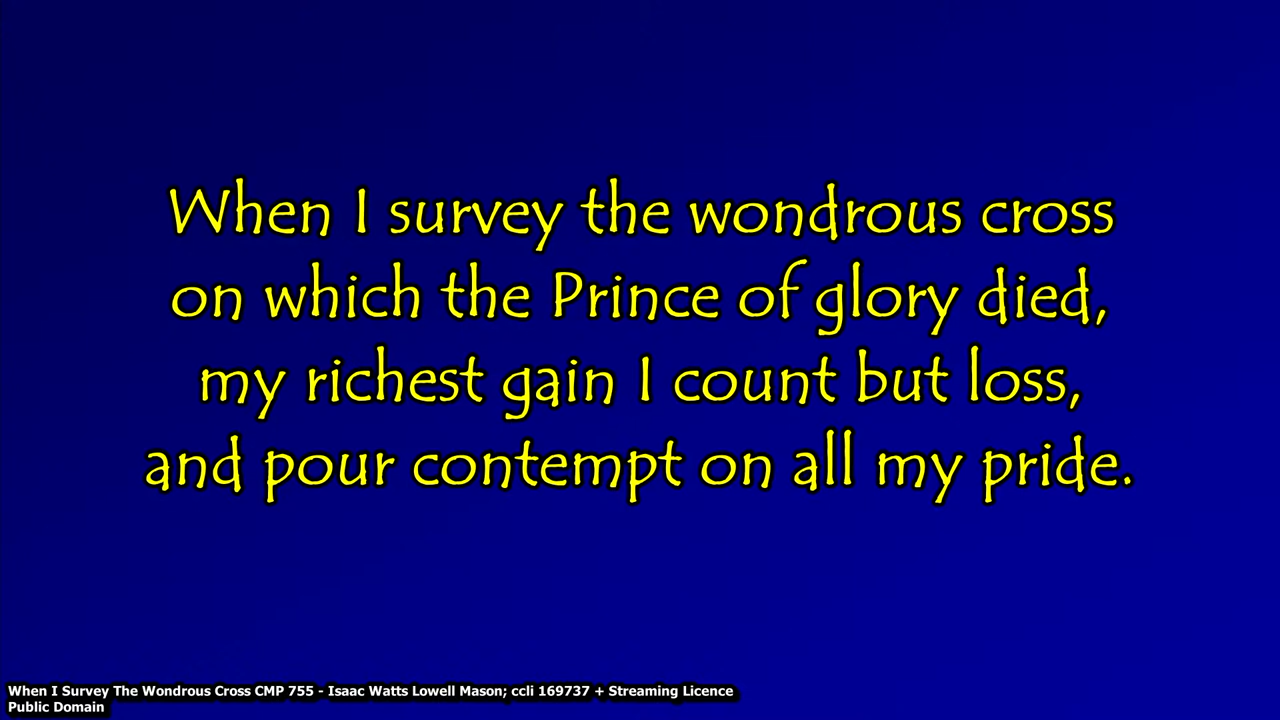 When I survey the wondrous cross
on which the Prince of glory died,
my richest gain I count but loss,
and pour contempt on all my pride.
When I Survey The Wondrous Cross CMP 755 - Isaac Watts Lowell Mason; ccli 169737 + Streaming Licence
Public Domain